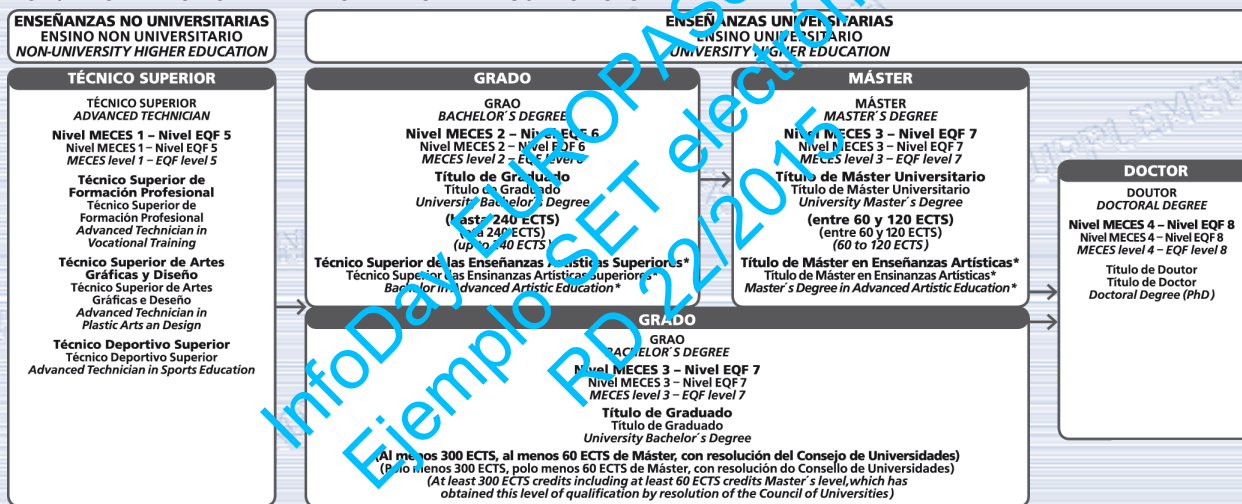 ENSEÑANZAS NO UNIVERSITARIAS
ENSINO NON UNIVERSITARIO
NON-UNIVERSITY HIGHER EDUCATION
ENSEÑANZAS UNIVERSITARIAS
ENSINO UNIVERSITARIO
UNIVERSITY HIGHER EDUCATION
TÉCNICO SUPERIOR
TÉCNICO SUPERIOR
ADVANCED TECHNICIAN
Nivel MECES 1 – Nivel EQF 5
Nivel MECES 1 – Nivel EQF 5
MECES level 1 – EQF level 5
Técnico Superior de
Formación Profesional
Técnico Superior de
Formación Profesional
Advanced Technician in
Vocational Training
Técnico Superior de Artes
Gráficas y Diseño
Técnico Superior de Artes
Gráficas e Deseño
Advanced Technician in
Plastic Arts an Design
Técnico Deportivo Superior
Técnico Deportivo Superior
Advanced Technician in Sports Education
GRADO
GRAO
BACHELOR´S DEGREE
Nivel MECES 2 – Nivel EQF 6
Nivel MECES 2 – Nivel EQF 6
MECES level 2 – EQF level 6
Título de Graduado
Título de Graduado
University Bachelor´s Degree
(hasta 240 ECTS)
(ata 240 ECTS)
(up to 240 ECTS)
Técnico Superior de las Enseñanzas Artísticas Superiores*
Técnico Superior das Ensinanzas Artísticas Superiores*
Bachelor in Advanced Artistic Education*
MÁSTER
MÁSTER
MASTER´S DEGREE
Nivel MECES 3 – Nivel EQF 7
Nivel MECES 3 – Nivel EQF 7
MECES level 3 – EQF level 7
Título de Máster Universitario
Título de Máster Universitario
University Master´s Degree
(entre 60 y 120 ECTS)
(entre 60 y 120 ECTS)
(60 to 120 ECTS)
Título de Máster en Enseñanzas Artísticas*
Título de Máster en Ensinanzas Artísticas*
Master´s Degree in Advanced Artistic Education*
GRADO
GRAO
BACHELOR´S DEGREE
Nivel MECES 3 – Nivel EQF 7
Nivel MECES 3 – Nivel EQF 7
MECES level 3 – EQF level 7
Título de Graduado
Título de Graduado
University Bachelor´s Degree
(Al menos 300 ECTS, al menos 60 ECTS de Máster, con resolución del Consejo de Universidades)
(Polo menos 300 ECTS, polo menos 60 ECTS de Máster, con resolución do Consello de Universidades)
(At least 300 ECTS credits including at least 60 ECTS credits Master´s level, which has
obtained this level of qualification by resolution of the Council of Universities)
DOCTOR
DOUTOR
DOCTORAL DEGREE
Nivel MECES 4 – Nivel EQF 8
Nivel MECES 4 – Nivel EQF 8
MECES level 4 – EQF level 8
Título de Doutor
Título de Doctor
Doctoral Degree (PhD)
InfoDay EUROPASS
Ejemplo SET
RD 22/2015